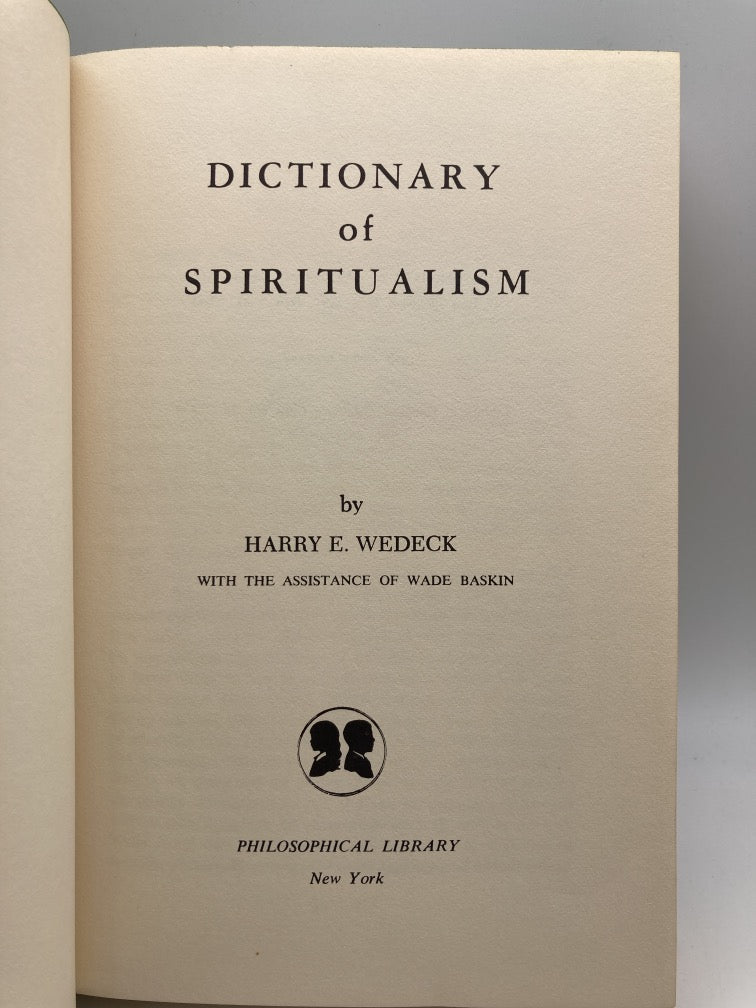 DICTIONARY
of
SPIRITUALISM
by
HARRY E. WEDECK
WITH THE ASSISTANCE OF WADE BASKIN
PHILOSOPHICAL LIBRARY
New York